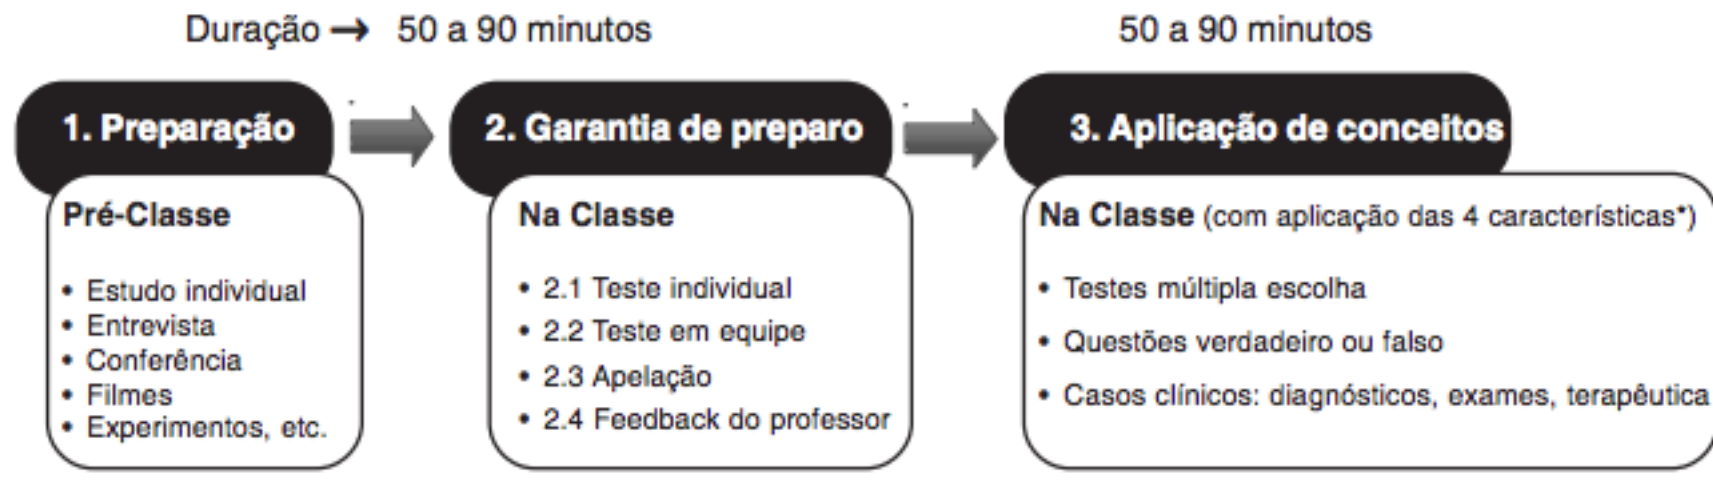 Duração → 50 a 90 minutos
50 a 90 minutos
1. Preparação
Pré-Classe
• Estudo individual
• Entrevista
• Conferência
• Filmes
• Experimentos, etc.
2. Garantia de preparo
Na Classe
• 2.1 Teste individual
• 2.2 Teste em equipe
• 2.3 Apelação
• 2.4 Feedback do professor
3. Aplicação de conceitos
Na Classe (com aplicação das 4 características*)
• Testes múltipla escolha
• Questões verdadeiro ou falso
• Casos clínicos: diagnósticos, exames, terapêutica